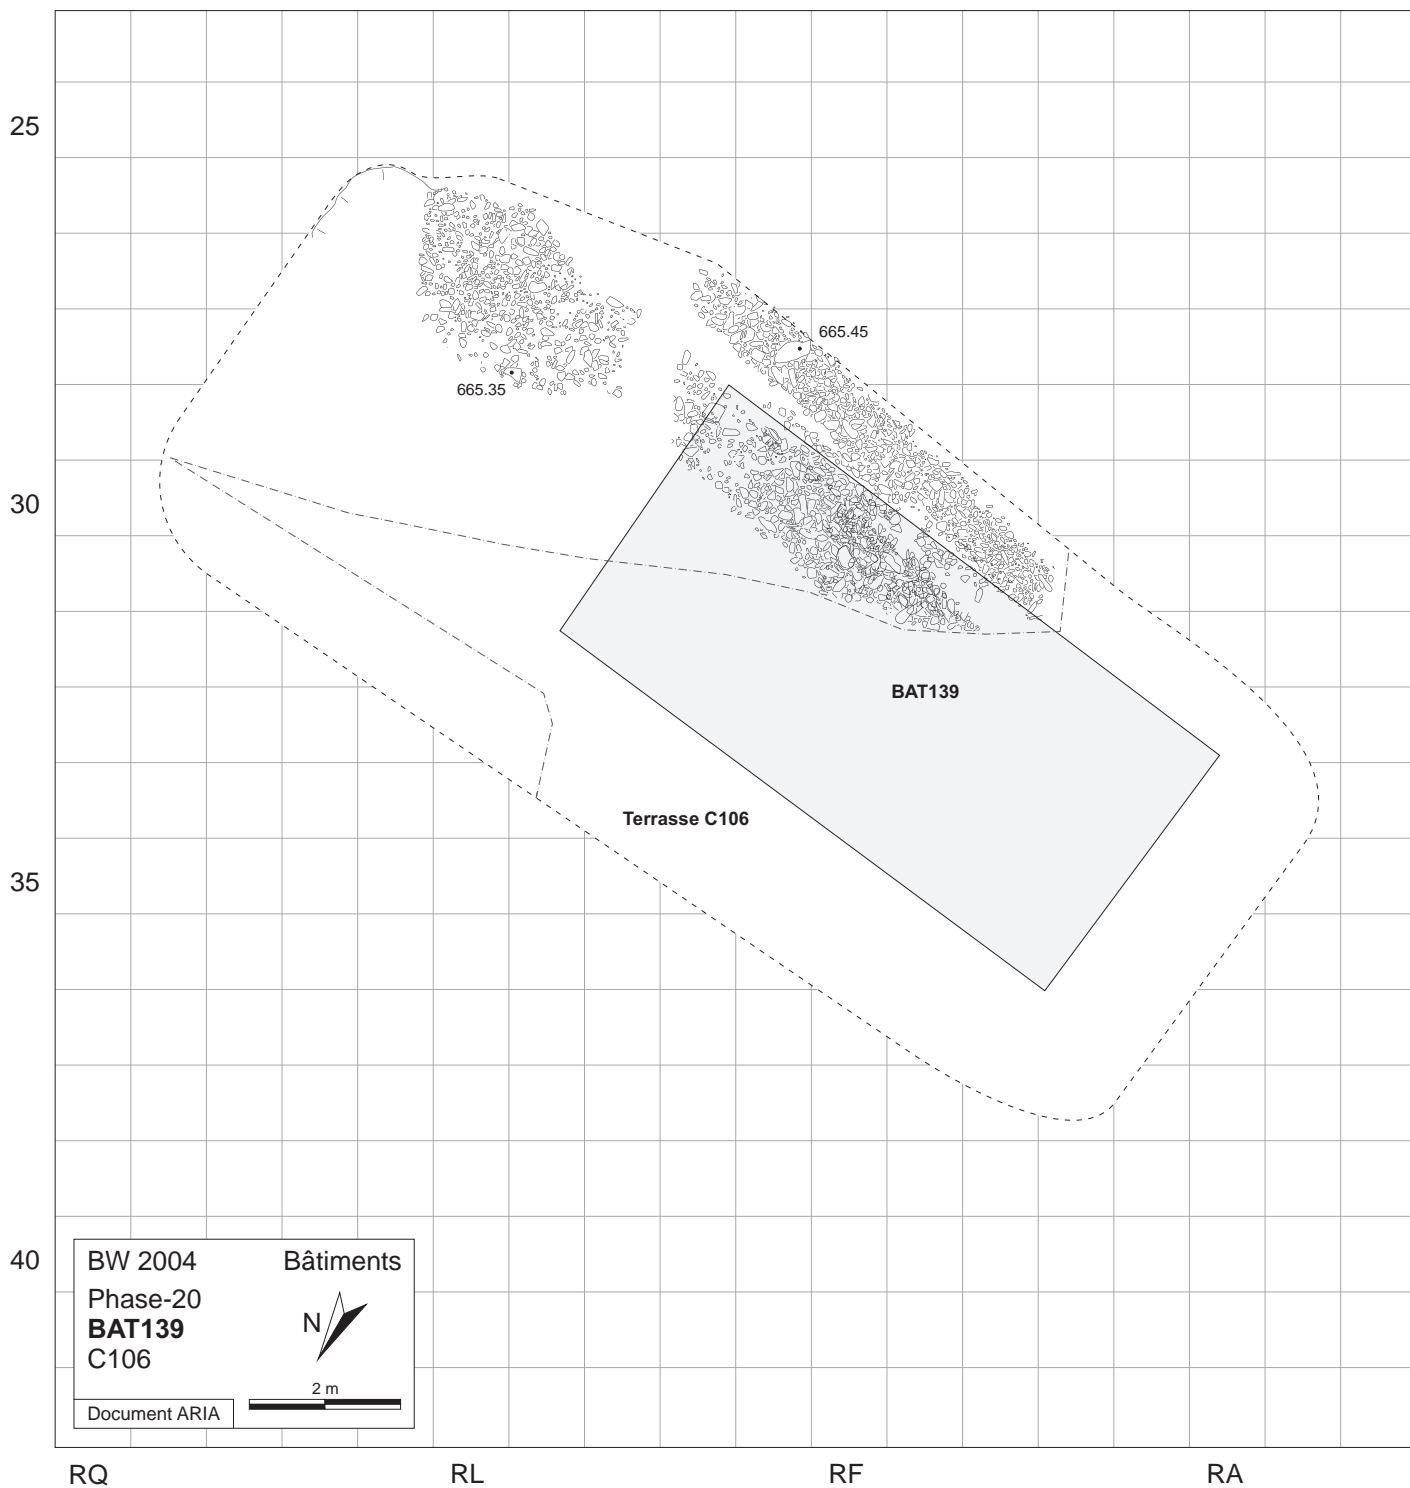 25
665.45
665.35
30
BAT139
Terrasse C106
35
40
BW 2004 Bâtiments
Phase-20
BAT139
C106
N
2 m
Document ARIA
RQ RL RF RA